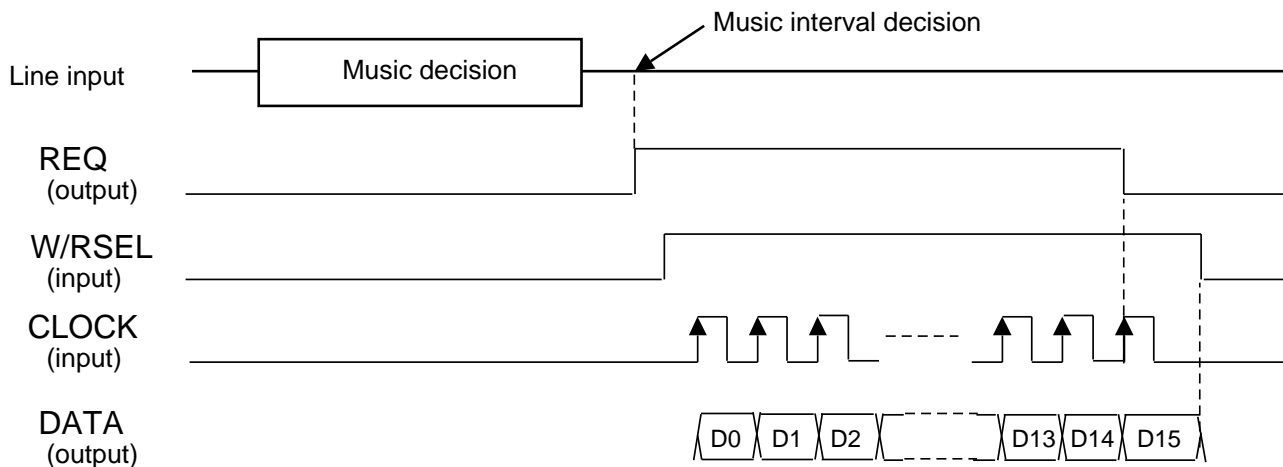 Music interval decision
Line input
Music decision
REQ
(output)
W/RSEL
(input)
CLOCK
(input)
DATA
(output)
D0 D1 D2 D13 D14 D15